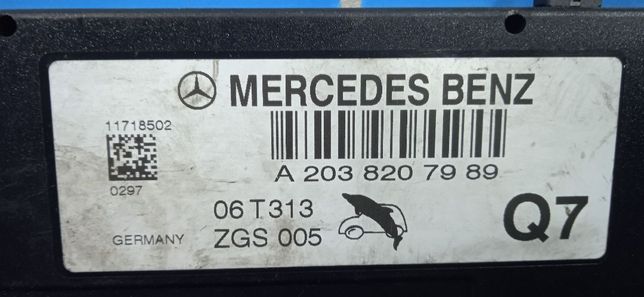 MERCEDES BENZ
11718502
A 203 820 79 89
0297
06 T313
GERMANY ZGS 005
Q7